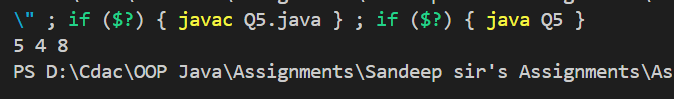 \" ; if ($?) { javac Q5.java } ; if ($?) { java Q5 }
5 4 8
PS D:\Cdac\OOP Java\Assignments\Sandeep sir's Assignments\As